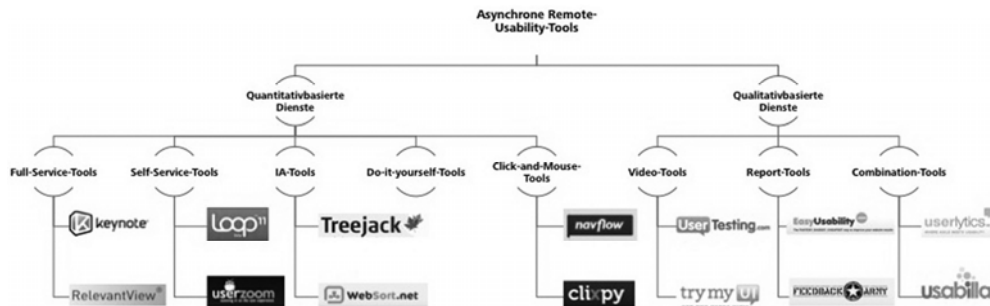 Asynchrone Remote-
Usability-Tools
Quantitativbasierte
Dienste
Qualitativbasierte
Dienste
Full-Service-Tools
Self-Service-Tools
IA-Tools
Do-it-yourself-Tools
Click-and-Mouse-
Tools
Video-Tools
Report-Tools
Combination-Tools
keynote
Loop11
Treejack
navflow
UserTesting.com
EasyUsability
userlytics
RelevantView
userzoom
WebSort.net
clixpy
try my UI
FEEDBACK ARMY
usabilla